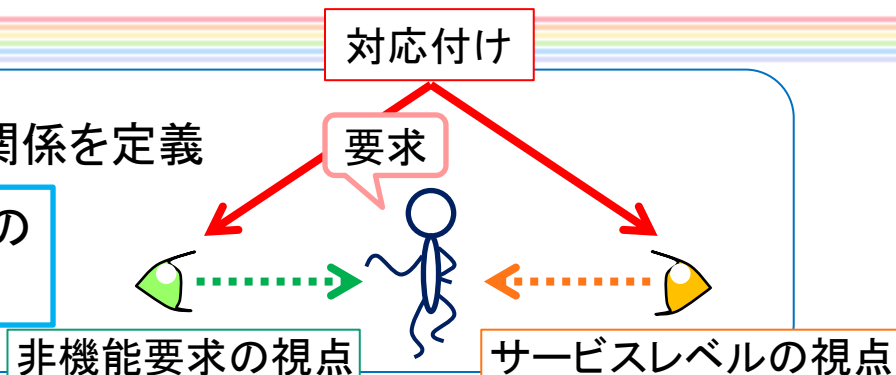 対応付け
関係を定義
要求
の
非機能要求の視点
サービスレベルの視点